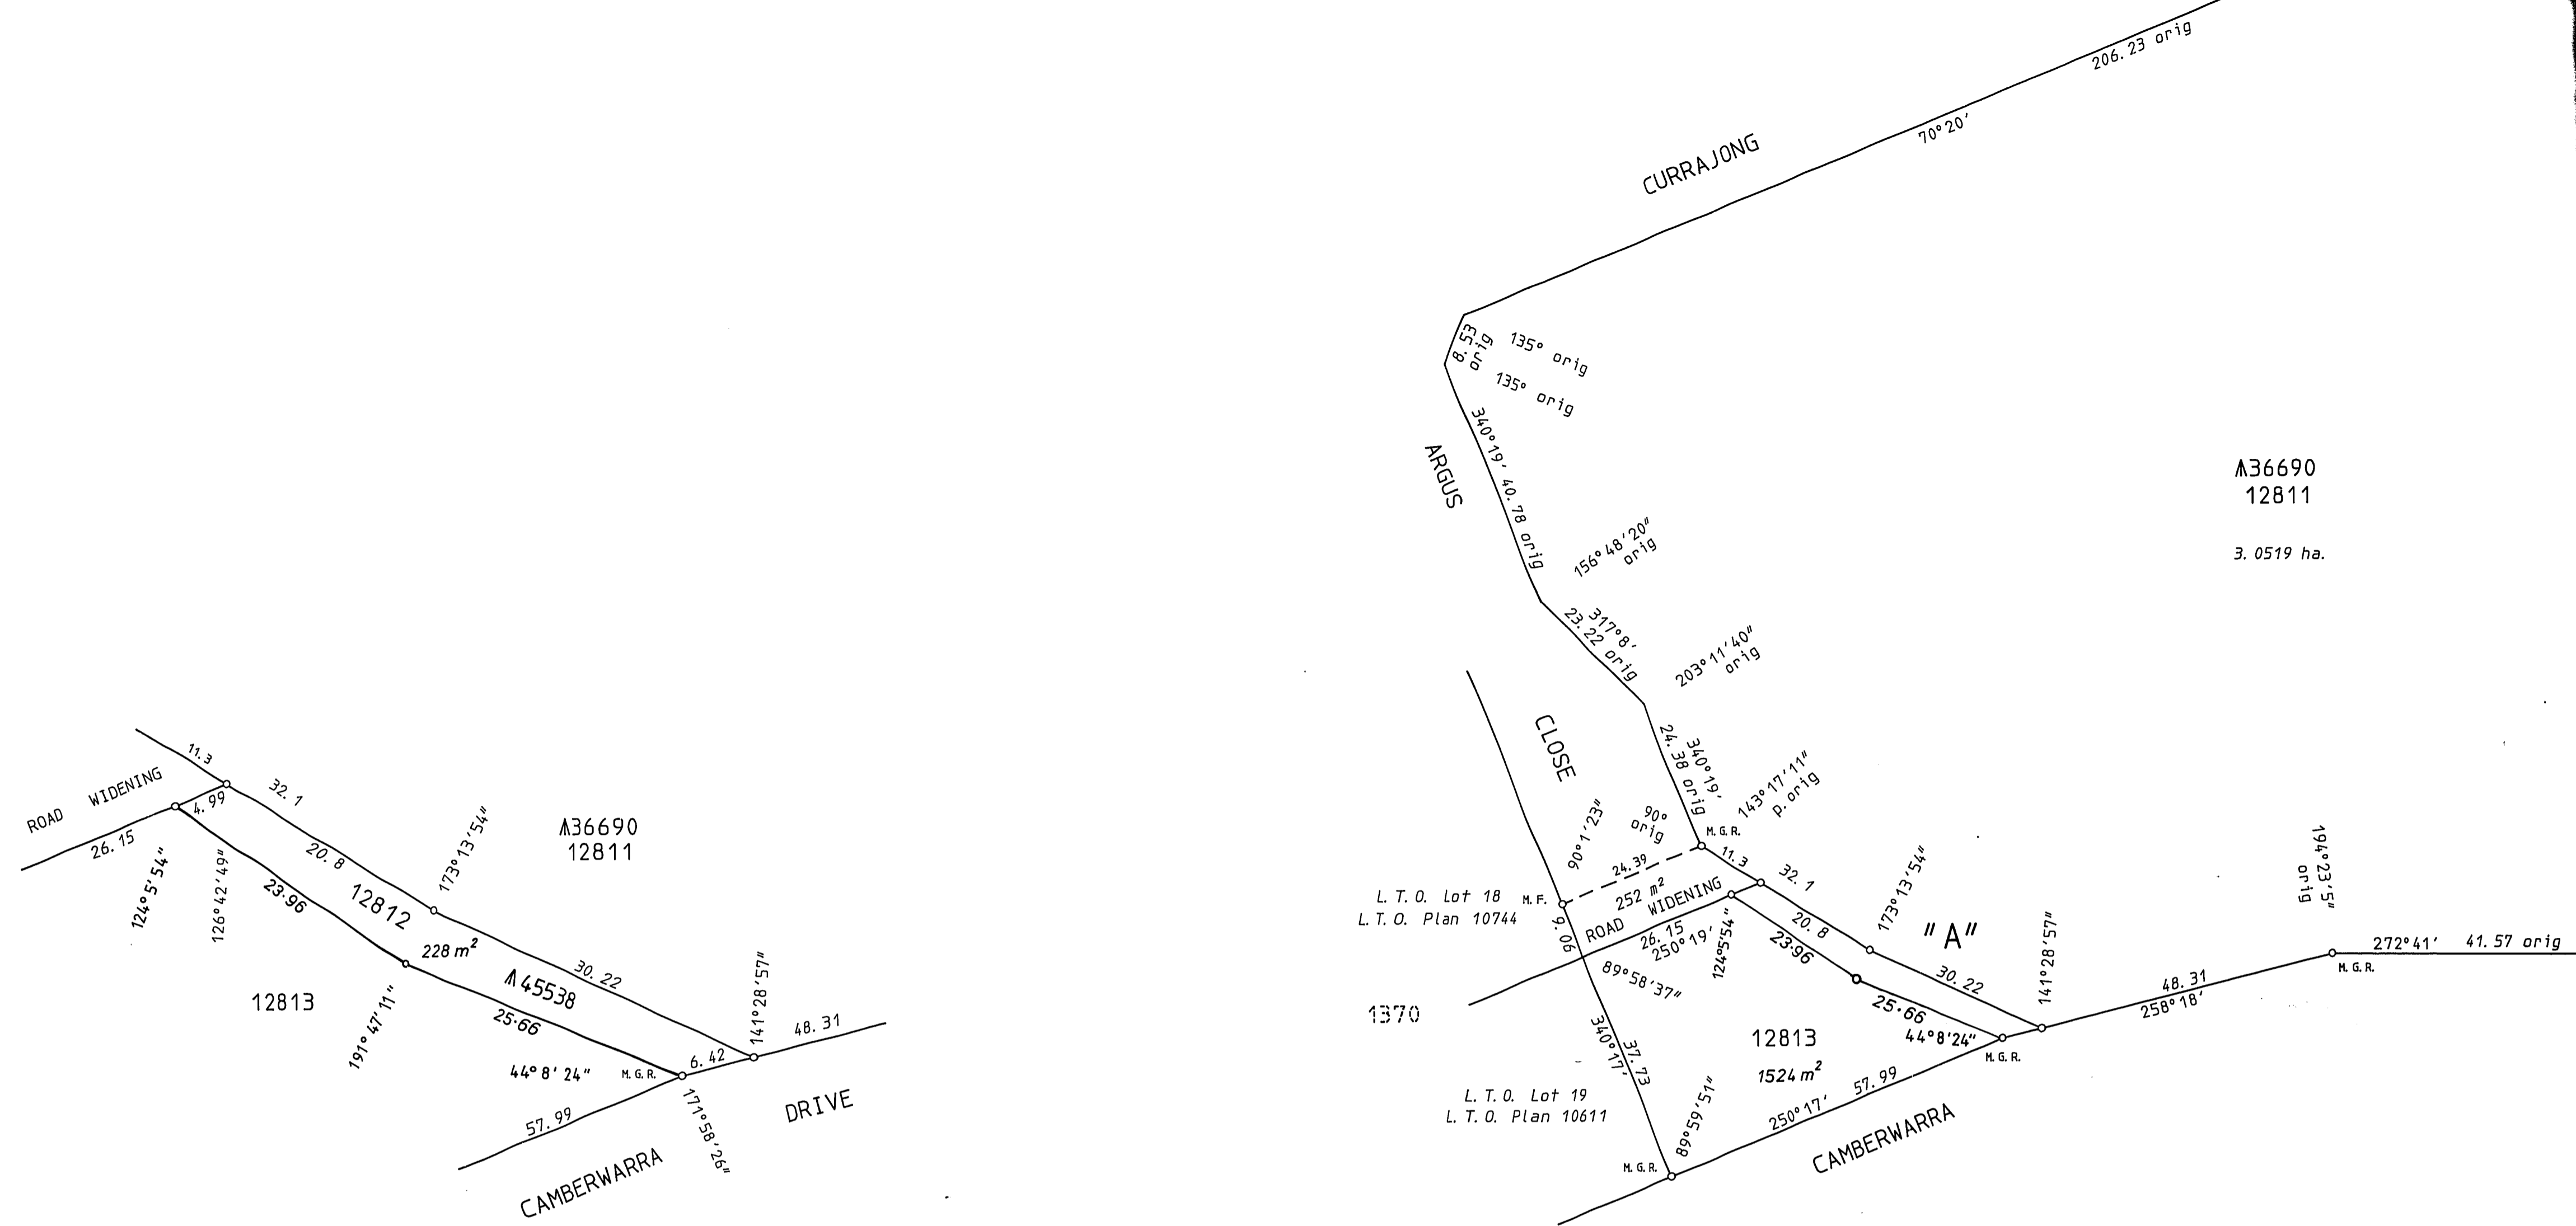 11.3
ROAD WIDENING
4.99
32.1
26.15
20.8
124°5'54"
126°42'49"
23.96
12812
173°13'54"
⩚36690
12811
228 m²
⩚45538
30.22
12813
191°47'11"
25.66
141°28'57"
48.31
6.42
44°8'24"
M.G.R.
57.99
171°58'26"
DRIVE
CAMBERWARRA
206.23 orig
70°20'
CURRAJONG
8.53
orig
135° orig
135° orig
340°19' 40.78 orig
ARGUS
156°48'20"
orig
⩚36690
12811
3.0519 ha.
317°8'
23.22 orig
203°11'40"
orig
CLOSE
340°19'
24.38 orig
143°17'11"
p. orig
90°
orig
90°1'23"
M.G.R.
24.39
11.3
32.1
L.T.O. Lot 18
L.T.O. Plan 10744
M.F.
252 m²
ROAD WIDENING
9.06
26.15
250°19'
124°5'54"
20.8
23.96
173°13'54"
"A"
30.22
141°28'57"
194°23'5"
orig
272°41' 41.57 orig
M.G.R.
48.31
258°18'
89°58'37"
1370
25.66
44°8'24"
M.G.R.
12813
1524 m²
340°17'
37.73
L.T.O. Lot 19
L.T.O. Plan 10611
89°59'51"
57.99
250°17'
M.G.R.
CAMBERWARRA